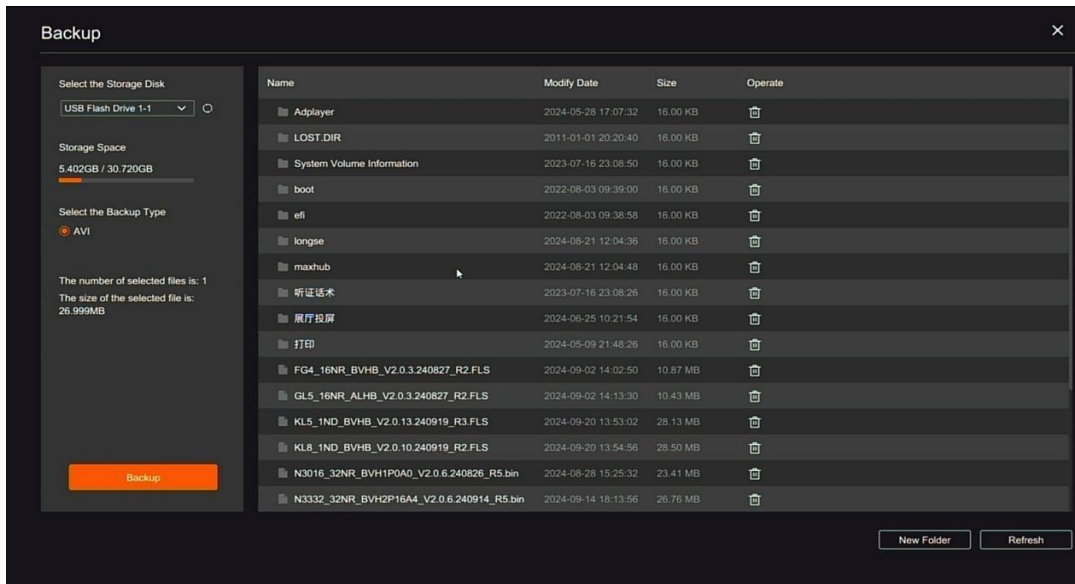 Backup
Select the Storage Disk
USB Flash Drive 1-1
Storage Space
5.402GB / 30.720GB
Select the Backup Type
AVI
The number of selected files is: 1
The size of the selected file is:
26.999MB
Backup
Name Modify Date Size Operate
Adplayer 2024-05-28 17:07:32 16.00 KB
LOST.DIR 2011-01-01 20:20:40 16.00 KB
System Volume Information 2023-07-16 23:08:50 16.00 KB
boot 2022-08-03 09:39:00 16.00 KB
efi 2022-08-03 09:38:58 16.00 KB
longse 2024-08-21 12:04:36 16.00 KB
maxhub 2024-08-21 12:04:48 16.00 KB
听证话术 2023-07-16 23:08:26 16.00 KB
展厅投屏 2024-06-25 10:21:54 16.00 KB
打印 2024-05-09 21:48:26 16.00 KB
FG4_16NR_BVHB_V2.0.3.240827_R2.FLS 2024-09-02 14:02:50 10.87 MB
GL5_16NR_ALHB_V2.0.3.240827_R2.FLS 2024-09-02 14:13:30 10.43 MB
KL5_1ND_BVHB_V2.0.13.240919_R3.FLS 2024-09-20 13:53:02 28.13 MB
KL8_1ND_BVHB_V2.0.10.240919_R2.FLS 2024-09-20 13:54:56 28.50 MB
N3016_32NR_BVH1P0A0_V2.0.6.240826_R5.bin 2024-08-28 15:25:32 23.41 MB
N3332_32NR_BVH2P16A4_V2.0.6.240914_R5.bin 2024-09-14 18:13:56 26.76 MB
New Folder
Refresh